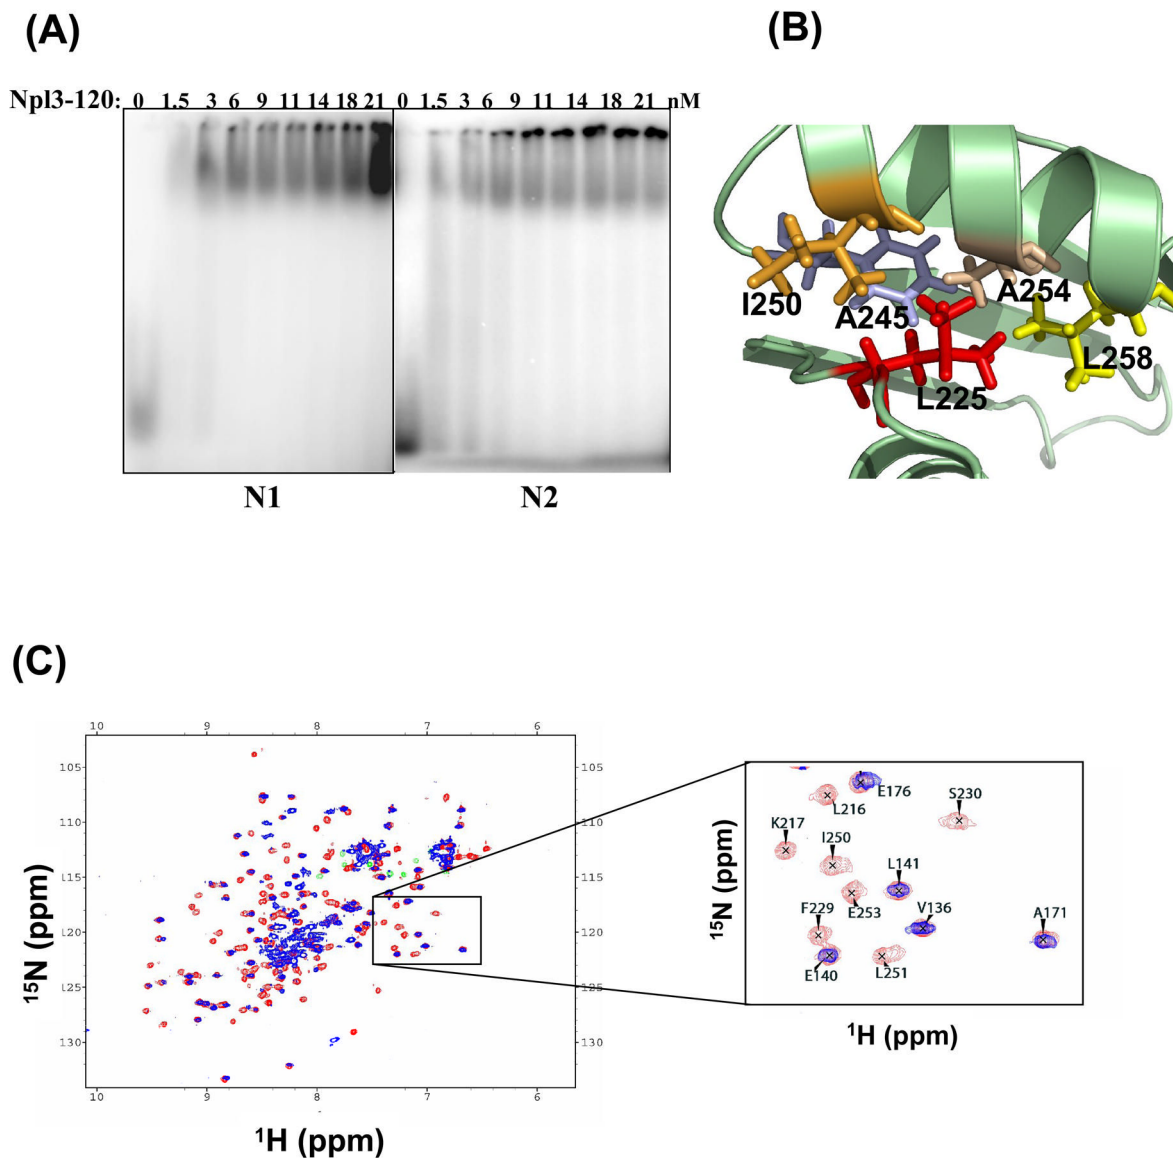 (A)
Npl3-120: 0 1.5 3 6 9 11 14 18 21 0 1.5 3 6 9 11 14 18 21 nM
N1 N2
(B)
I250
A245
A254
L225
L258
(C)
10 9 8 7 6
105 105
110 110
115 115
120 120
125 125
130 130
10 9 8 7 6
15N (ppm)
1H (ppm)
E176
L216
S230
K217
I250
L141
E253
F229
V136
A171
E140
L251
15N (ppm)
1H (ppm)